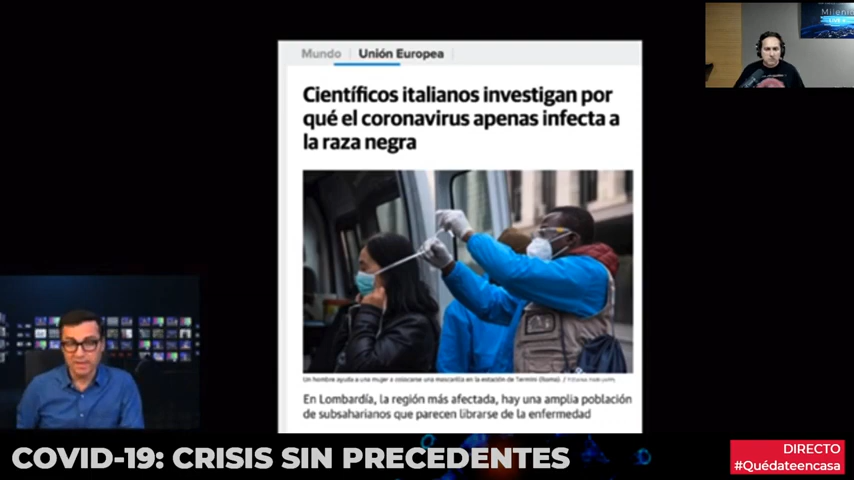 Milenio
LIVE
Mundo
Unión Europea
Científicos italianos investigan por
qué el coronavirus apenas infecta a
la raza negra
Un hombre ayuda a una mujer a colocarse una mascarilla en la estación de Termini (Roma). /
En Lombardía, la región más afectada, hay una amplia población
de subsaharianos que parecen librarse de la enfermedad
COVID-19: CRISIS SIN PRECEDENTES
DIRECTO
#Quédateencasa